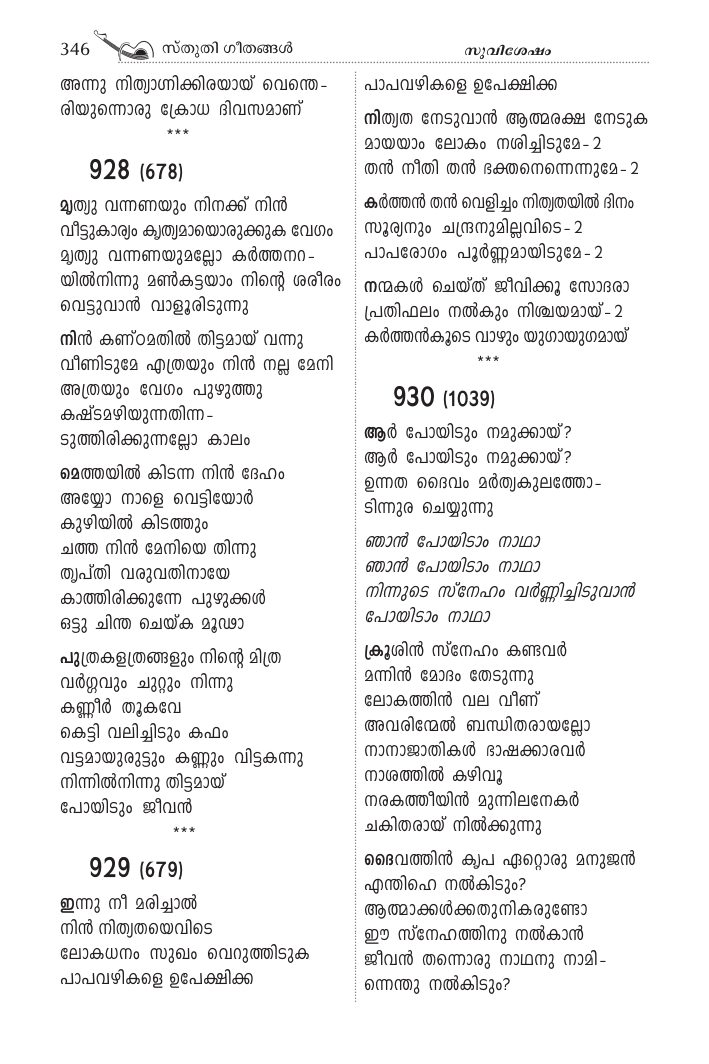 346 സ്തുതി ഗീതങ്ങൾ
സുവിശേഷം
അന്നു നിത്യാഗ്നിക്കിരയായ് വെന്തെ-
രിയുന്നൊരു ക്രോധ ദിവസമാണ്
***
928 (678)
മൃത്യു വന്നണയും നിനക്ക് നിൻ
വീട്ടുകാര്യം കൃത്യമായൊരുക്കുക വേഗം
മൃത്യു വന്നണയുമല്ലോ കർത്തനറ-
യിൽനിന്നു മൺകട്ടയാം നിന്റെ ശരീരം
വെട്ടുവാൻ വാളൂരിടുന്നു
നിൻ കണ്ഠമതിൽ തിട്ടമായ് വന്നു
വീണിടുമേ എത്രയും നിൻ നല്ല മേനി
അത്രയും വേഗം പുഴുത്തു
കഷ്ടമഴിയുന്നതിന്ന-
ടുത്തിരിക്കുന്നല്ലോ കാലം
മെത്തയിൽ കിടന്ന നിൻ ദേഹം
അയ്യോ നാളെ വെട്ടിയോർ
കുഴിയിൽ കിടത്തും
ചത്ത നിൻ മേനിയെ തിന്നു
തൃപ്തി വരുവതിനായേ
കാത്തിരിക്കുന്നേ പുഴുക്കൾ
ഒട്ടു ചിന്ത ചെയ്ക മൂഢാ
പുത്രകളത്രങ്ങളും നിന്റെ മിത്ര
വർഗ്ഗവും ചുറ്റും നിന്നു
കണ്ണീർ തൂകവേ
കെട്ടി വലിച്ചിടും കഫം
വട്ടമായുരുട്ടും കണ്ണും വിട്ടകന്നു
നിന്നിൽനിന്നു തിട്ടമായ്
പോയിടും ജീവൻ
***
929 (679)
ഇന്നു നീ മരിച്ചാൽ
നിൻ നിത്യതയെവിടെ
ലോകധനം സുഖം വെറുത്തിടുക
പാപവഴികളെ ഉപേക്ഷിക്ക
പാപവഴികളെ ഉപേക്ഷിക്ക
നിത്യത നേടുവാൻ ആത്മരക്ഷ നേടുക
മായയാം ലോകം നശിച്ചിടുമേ-2
തൻ നീതി തൻ ഭക്തനെന്നെന്നുമേ-2
കർത്തൻ തൻ വെളിച്ചം നിത്യതയിൽ ദിനം
സൂര്യനും ചന്ദ്രനുമില്ലവിടെ-2
പാപരോഗം പൂർണ്ണമായിടുമേ-2
നന്മകൾ ചെയ്ത് ജീവിക്കൂ സോദരാ
പ്രതിഫലം നൽകും നിശ്ചയമായ്-2
കർത്തൻകൂടെ വാഴും യുഗായുഗമായ്
***
930 (1039)
ആർ പോയിടും നമുക്കായ്?
ആർ പോയിടും നമുക്കായ്?
ഉന്നത ദൈവം മർത്യകുലത്തോ-
ടിന്നുര ചെയ്യുന്നു
ഞാൻ പോയിടാം നാഥാ
ഞാൻ പോയിടാം നാഥാ
നിന്നുടെ സ്നേഹം വർണ്ണിച്ചിടുവാൻ
പോയിടാം നാഥാ
ക്രൂശിൻ സ്നേഹം കണ്ടവർ
മന്നിൻ മോദം തേടുന്നു
ലോകത്തിൻ വല വീണ്
അവരിന്മേൽ ബന്ധിതരായല്ലോ
നാനാജാതികൾ ഭാഷക്കാരവർ
നാശത്തിൽ കഴിവൂ
നരകത്തീയിൻ മുന്നിലനേകർ
ചകിതരായ് നിൽക്കുന്നു
ദൈവത്തിൻ കൃപ ഏറ്റൊരു മനുജൻ
എന്തിഹെ നൽകിടും?
ആത്മാക്കൾക്കതുനികരുണ്ടോ
ഈ സ്നേഹത്തിനു നൽകാൻ
ജീവൻ തന്നൊരു നാഥനു നാമി-
ന്നെന്തു നൽകിടും?